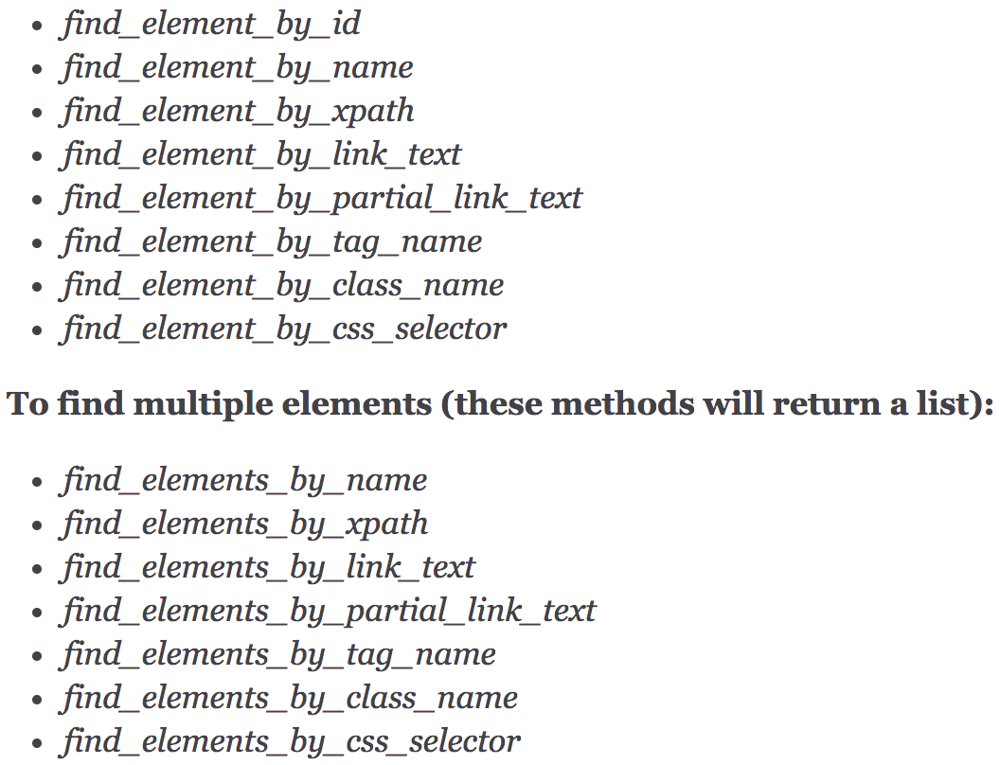 • find_element_by_id
• find_element_by_name
• find_element_by_xpath
• find_element_by_link_text
• find_element_by_partial_link_text
• find_element_by_tag_name
• find_element_by_class_name
• find_element_by_css_selector
To find multiple elements (these methods will return a list):
• find_elements_by_name
• find_elements_by_xpath
• find_elements_by_link_text
• find_elements_by_partial_link_text
• find_elements_by_tag_name
• find_elements_by_class_name
• find_elements_by_css_selector